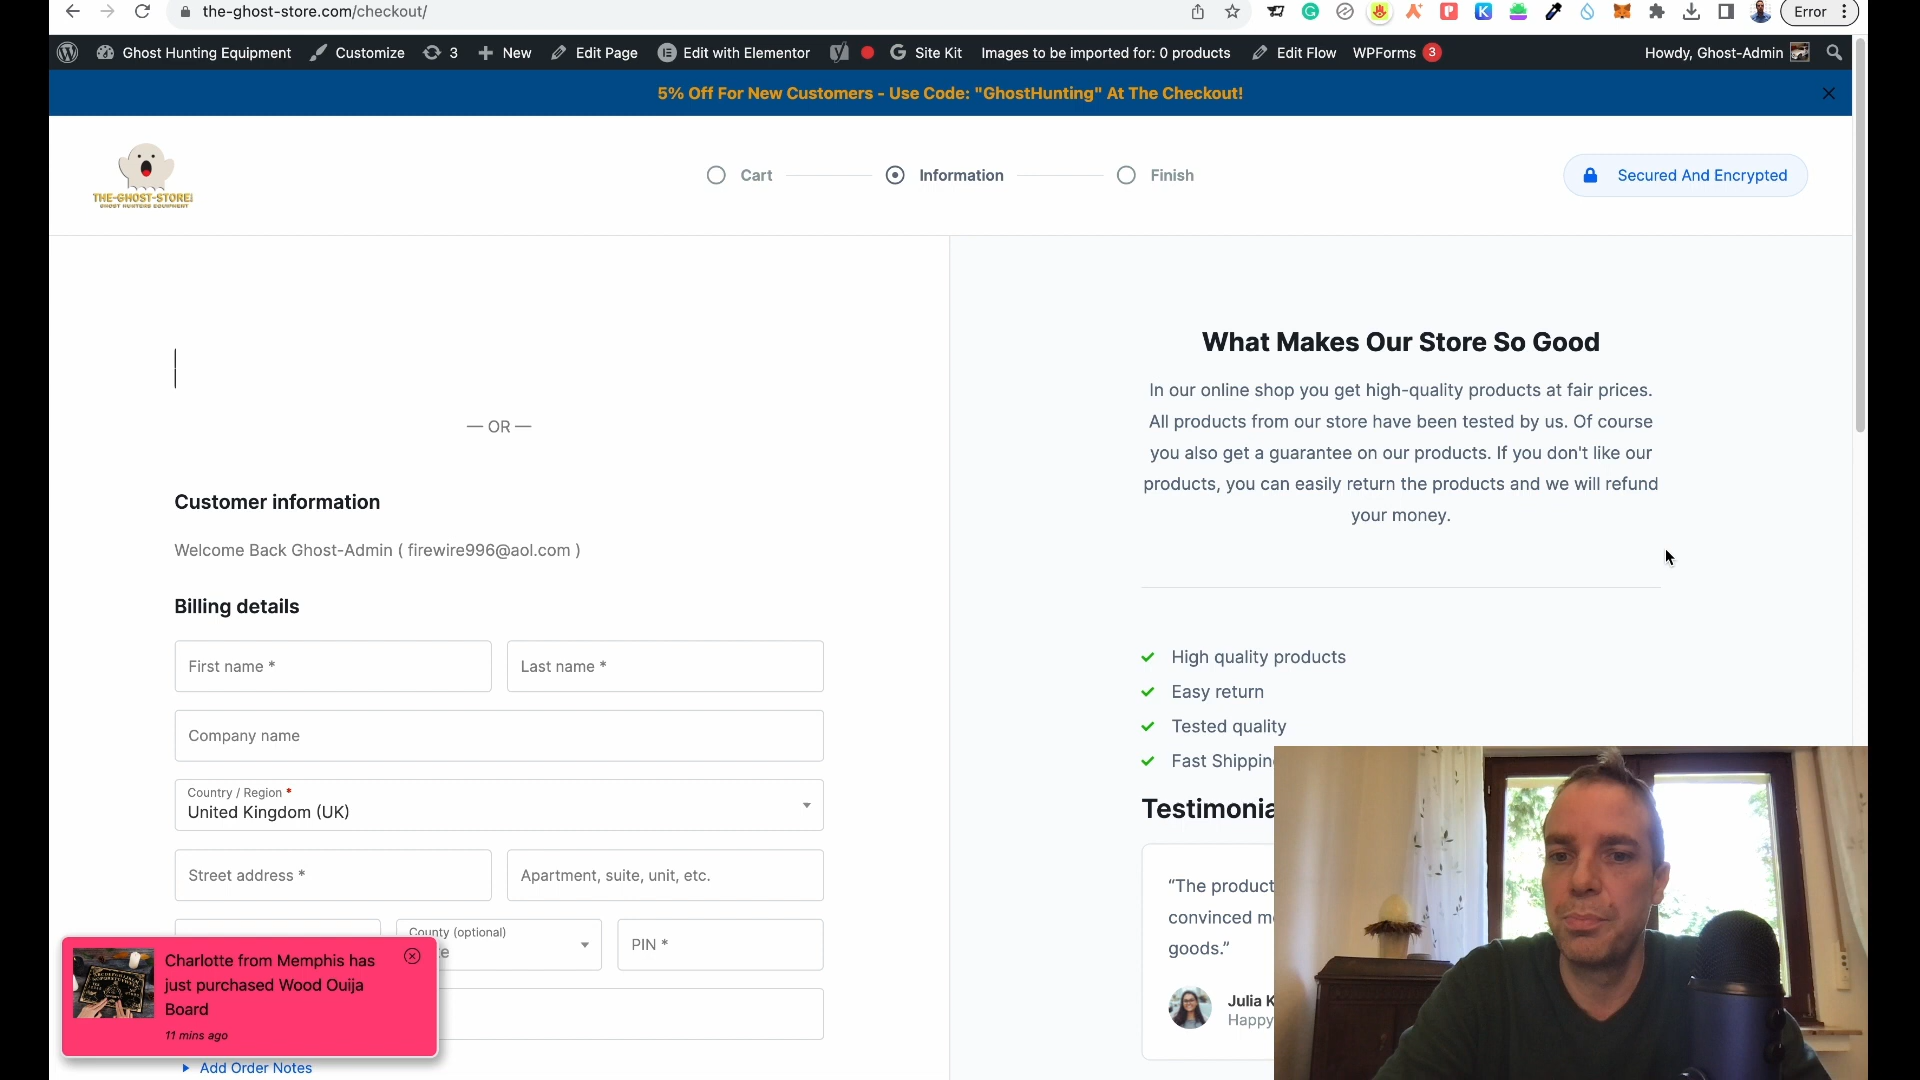 the-ghost-store.com/checkout/
Error
Ghost Hunting Equipment
Customize
3
New
Edit Page
Edit with Elementor
Site Kit
Images to be imported for: 0 products
Edit Flow
WPForms 3
Howdy, Ghost-Admin
5% Off For New Customers - Use Code: "GhostHunting" At The Checkout!
THE-GHOST-STORE!
GHOST HUNTERS EQUIPMENT
Cart
Information
Finish
Secured And Encrypted
— OR —
Customer information
Welcome Back Ghost-Admin ( firewire996@aol.com )
Billing details
First name *
Last name *
Company name
Country / Region *
United Kingdom (UK)
Street address *
Apartment, suite, unit, etc.
County (optional)
PIN *
Charlotte from Memphis has
just purchased Wood Ouija
Board
11 mins ago
Add Order Notes
What Makes Our Store So Good
In our online shop you get high-quality products at fair prices.
All products from our store have been tested by us. Of course
you also get a guarantee on our products. If you don't like our
products, you can easily return the products and we will refund
your money.
High quality products
Easy return
Tested quality
Fast Shippin
Testimonia
“The product
convinced m
goods.”
Julia K
Happy